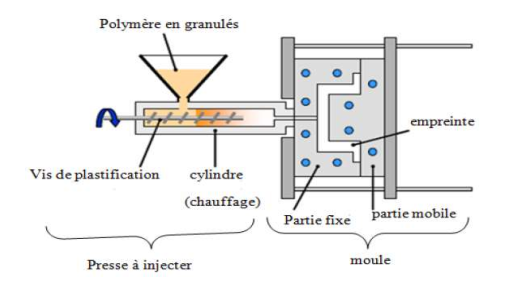 Polymère en granulés
empreinte
Vis de plastification
cylindre
(chauffage)
Partie fixe
partie mobile
Presse à injecter
moule